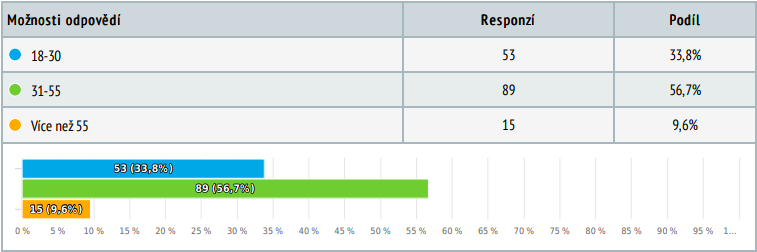 Možnosti odpovědí Responzí Podíl
18-30 53 33,8%
31-55 89 56,7%
Více než 55 15 9,6%
53 (33,8%)
89 (56,7%)
15 (9,6%)
0 % 5 % 10 % 15 % 20 % 25 % 30 % 35 % 40 % 45 % 50 % 55 % 60 % 65 % 70 % 75 % 80 % 85 % 90 % 95 % 1...